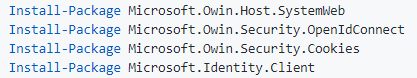 Install-Package Microsoft.Owin.Host.SystemWeb
Install-Package Microsoft.Owin.Security.OpenIdConnect
Install-Package Microsoft.Owin.Security.Cookies
Install-Package Microsoft.Identity.Client